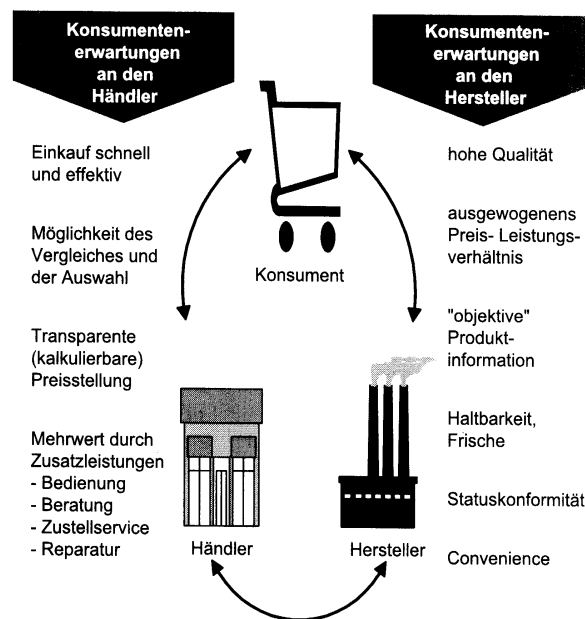 Konsumenten-
erwartungen
an den
Händler
Einkauf schnell
und effektiv
Möglichkeit des
Vergleiches und
der Auswahl
Transparente
(kalkulierbare)
Preisstellung
Mehrwert durch
Zusatzleistungen
- Bedienung
- Beratung
- Zustellservice
- Reparatur
Konsument
Händler
Hersteller
Konsumenten-
erwartungen
an den
Hersteller
hohe Qualität
ausgewogenens
Preis- Leistungs-
verhältnis
"objektive"
Produkt-
information
Haltbarkeit,
Frische
Statuskonformität
Convenience